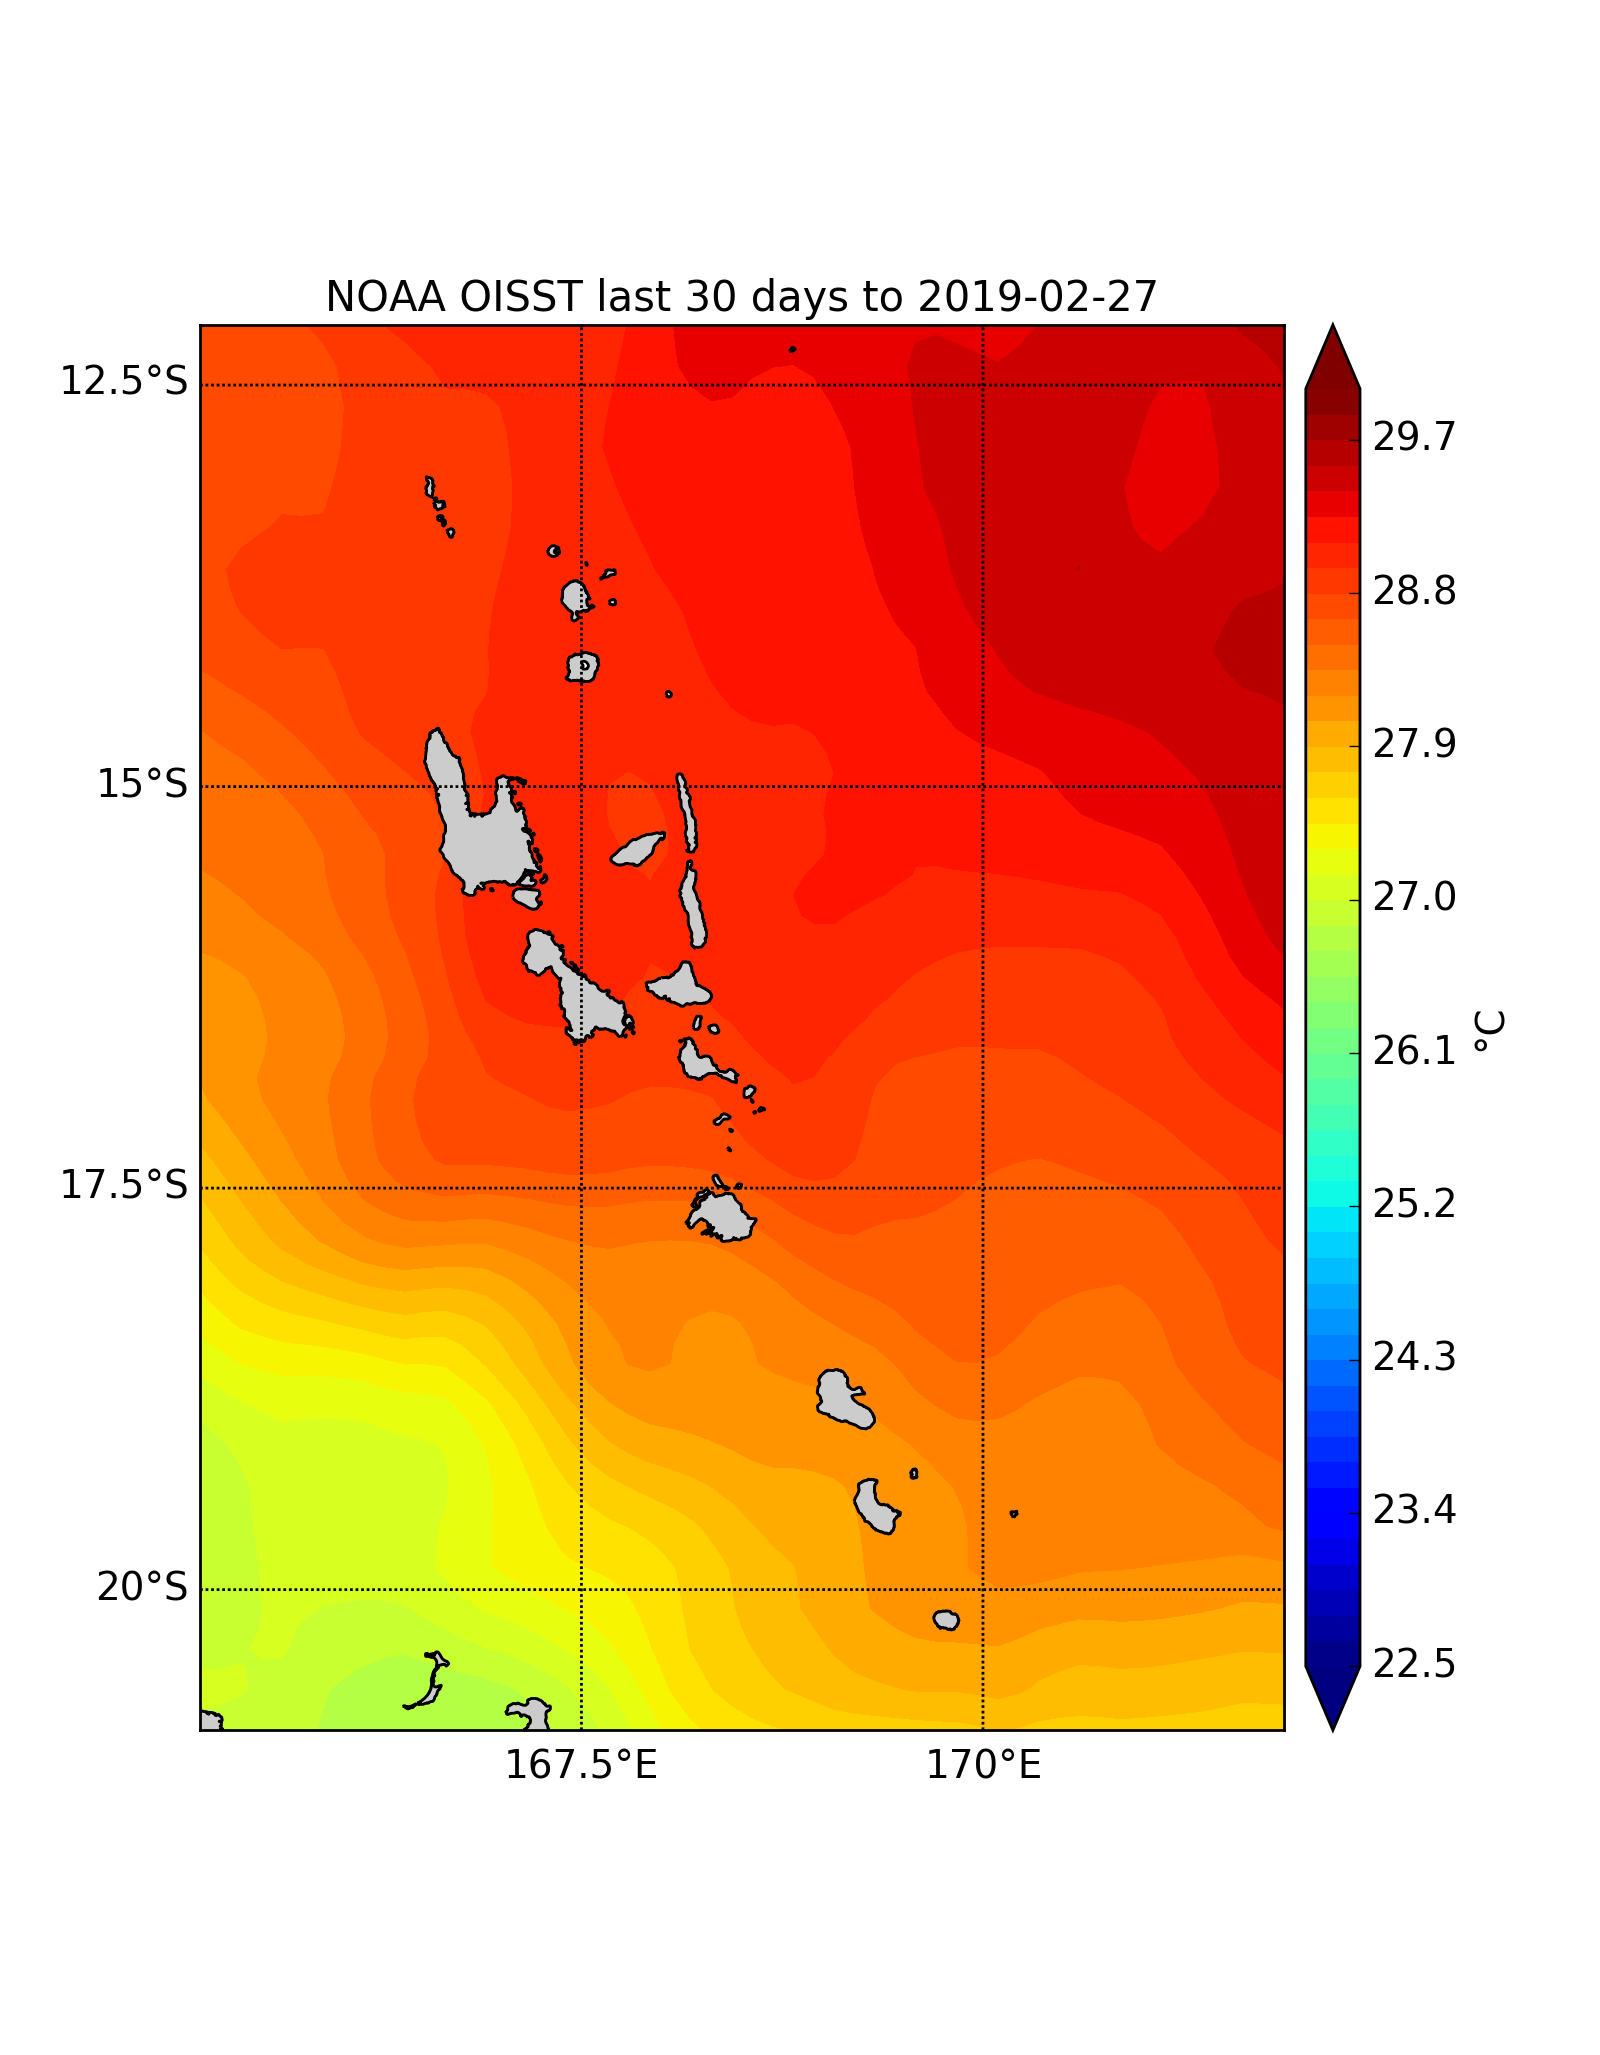 NOAA OISST last 30 days to 2019-02-27
12.5°S
15°S
17.5°S
20°S
167.5°E
170°E
29.7
28.8
27.9
27.0
26.1
25.2
24.3
23.4
22.5
°C